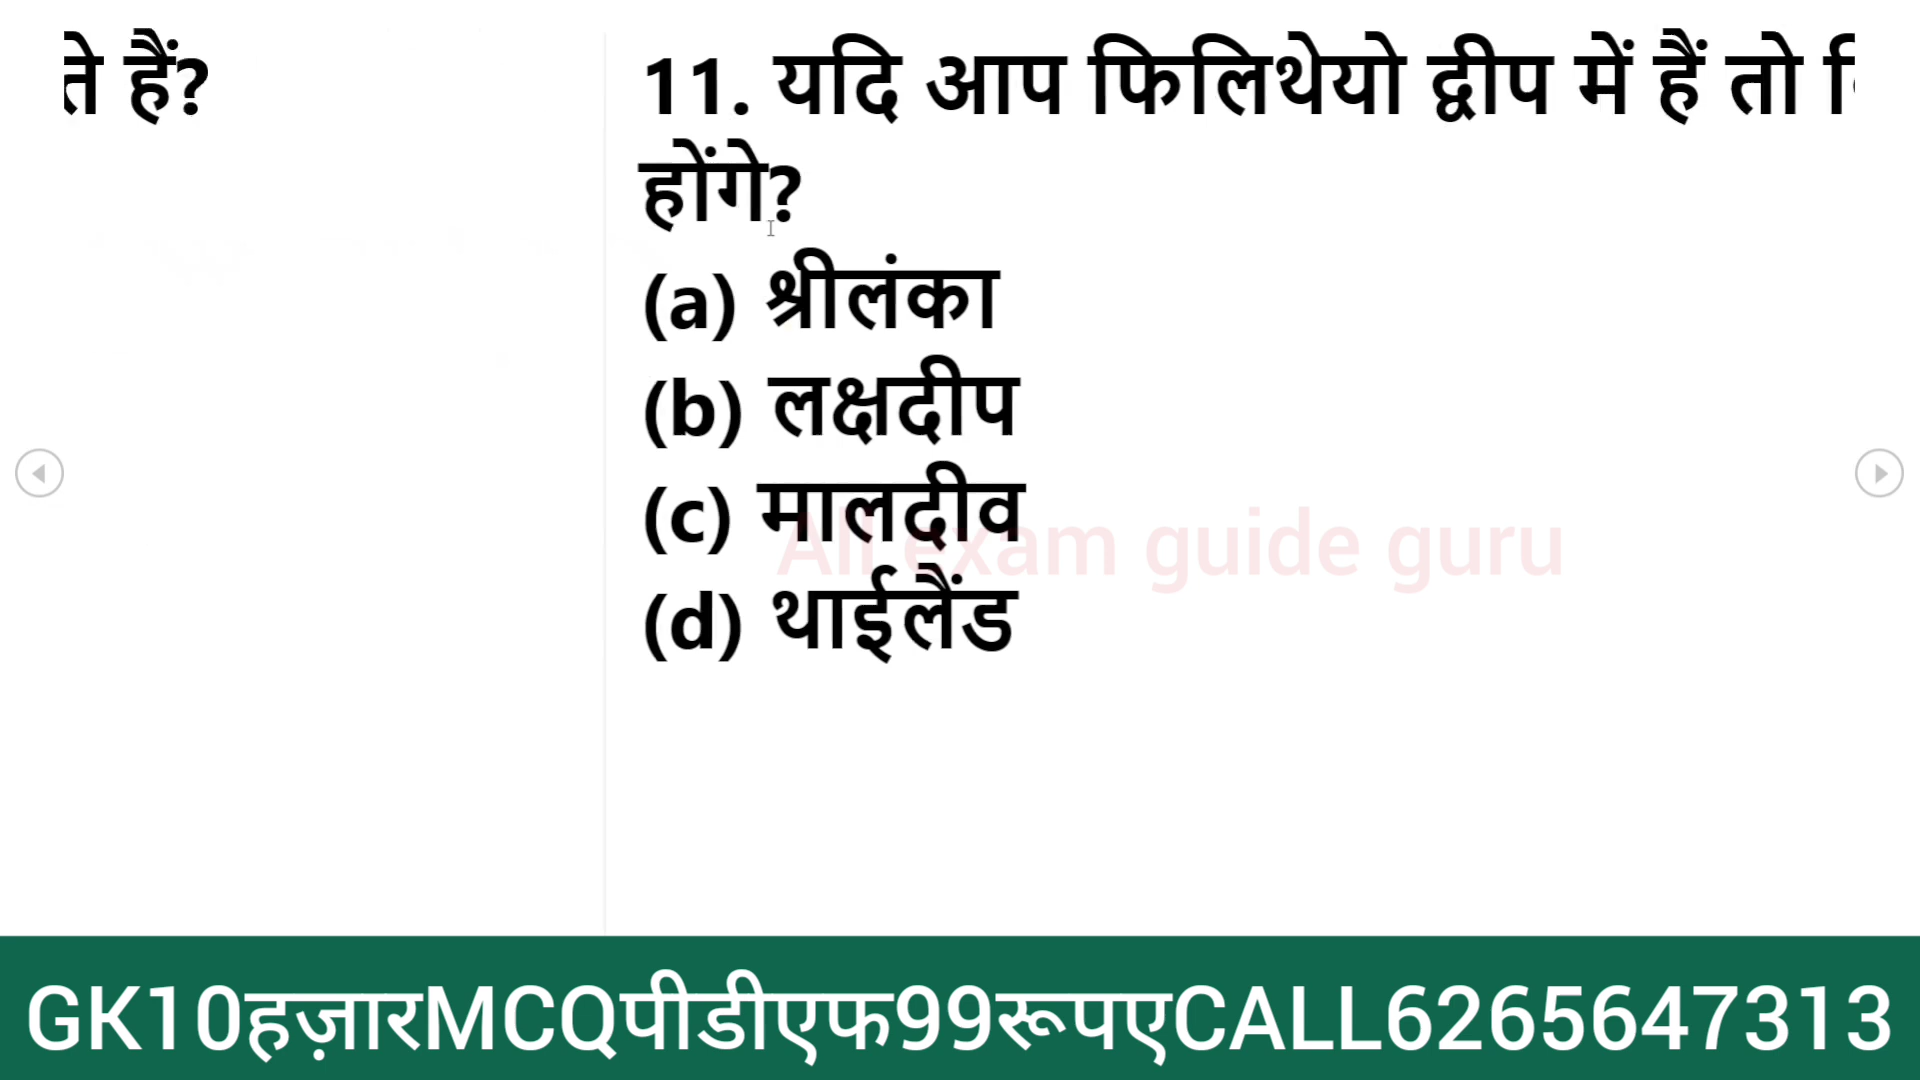 ते हैं?
11. यदि आप फिलिथेयो द्वीप में हैं तो
होंगे?
(a) श्रीलंका
(b) लक्षदीप
(c) मालदीव
All exam guide guru
(d) थाईलैंड
GK10हज़ारMCQपीडीएफ99रूपएCALL6265647313